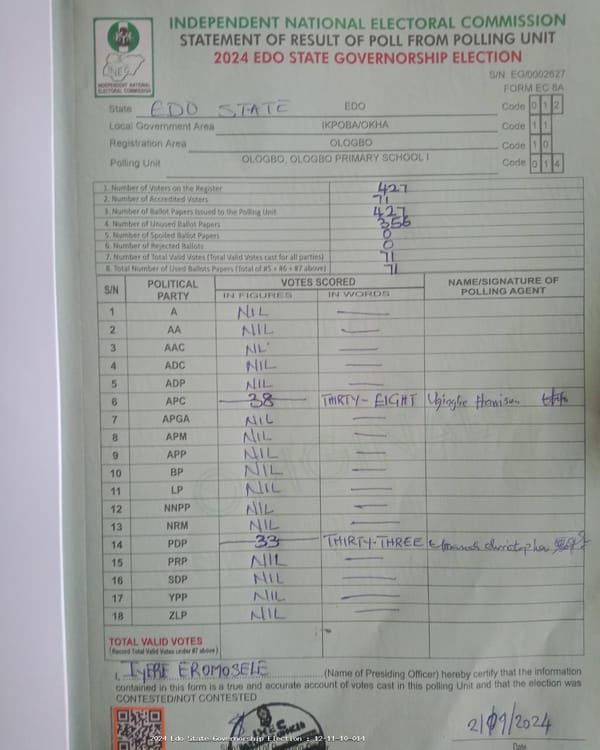 INDEPENDENT NATIONAL ELECTORAL COMMISSION
STATEMENT OF RESULT OF POLL FROM POLLING UNIT
2024 EDO STATE GOVERNORSHIP ELECTION
INEC
INDEPENDENT NATIONAL ELECTORAL COMMISSION
S/N: EG/0002627
FORM EC 8A
State EDO STATE EDO Code 0 1 2
Local Government Area IKPOBA/OKHA Code 1 1
Registration Area OLOGBO Code 1 0
Polling Unit OLOGBO, OLOGBO PRIMARY SCHOOL I Code 0 1 4
1. Number of Voters on the Register 427
2. Number of Accredited Voters 71
3. Number of Ballot Papers Issued to the Polling Unit 427
4. Number of Unused Ballot Papers 356
5. Number of Spoiled Ballot Papers 0
6. Number of Rejected Ballots 0
7. Number of Total Valid Votes (Total Valid Votes cast for all parties) 71
8. Total Number of Used Ballots Papers (Total of #5 + #6 + #7 above) 71
S/N POLITICAL PARTY VOTES SCORED NAME/SIGNATURE OF POLLING AGENT
IN FIGURES IN WORDS
1 A NIL
2 AA NIL
3 AAC NIL
4 ADC NIL
5 ADP NIL
6 APC 38 THIRTY-EIGHT
7 APGA NIL
8 APM NIL
9 APP NIL
10 BP NIL
11 LP NIL
12 NNPP NIL
13 NRM NIL
14 PDP 33 THIRTY-THREE
15 PRP NIL
16 SDP NIL
17 YPP NIL
18 ZLP NIL
TOTAL VALID VOTES
(Record Total Valid Votes under #7 above)
I, IYERE EROMOSELE (Name of Presiding Officer) hereby certify that the information
contained in this form is a true and accurate account of votes cast in this polling Unit and that the election was
CONTESTED/NOT CONTESTED
2024 Edo State Governorship Election : 12-11-10-014
21/09/2024
Date